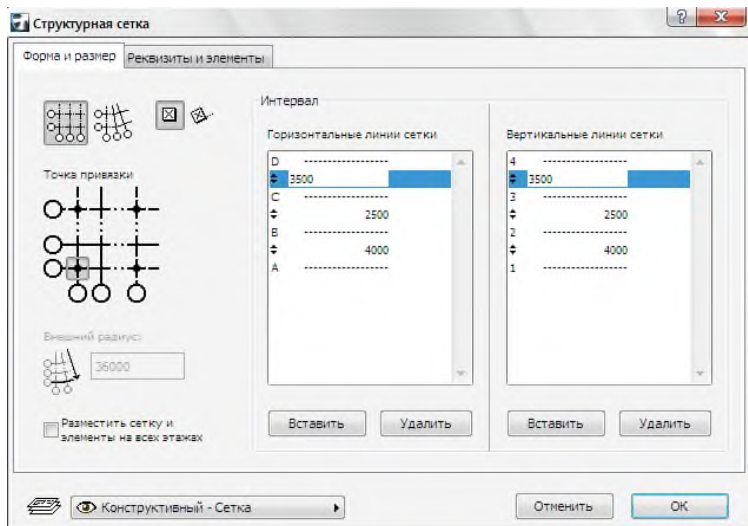 Структурная сетка
Форма и размер Реквизиты и элементы
Интервал
Горизонтальные линии сетки
D ------------------
3500
C ------------------
2500
B ------------------
4000
A ------------------
Вставить Удалить
Вертикальные линии сетки
4 ------------------
3500
3 ------------------
2500
2 ------------------
4000
1 ------------------
Вставить Удалить
Точка привязки
Внешний радиус:
36000
Разместить сетку и
элементы на всех этажах
Конструктивный - Сетка
Отменить OK